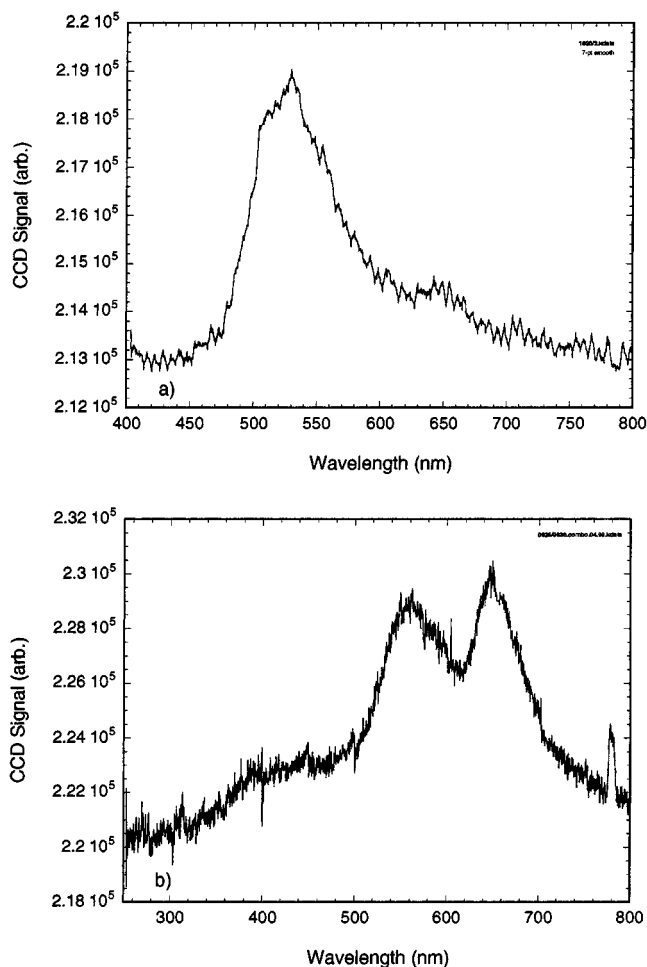 2.2 10⁵
2.19 10⁵
2.18 10⁵
2.17 10⁵
2.16 10⁵
2.15 10⁵
2.14 10⁵
2.13 10⁵
2.12 10⁵
CCD Signal (arb.)
7-pt smooth
a)
400 450 500 550 600 650 700 750 800
Wavelength (nm)
2.32 10⁵
2.3 10⁵
2.28 10⁵
2.26 10⁵
2.24 10⁵
2.22 10⁵
2.2 10⁵
2.18 10⁵
CCD Signal (arb.)
b)
300 400 500 600 700 800
Wavelength (nm)